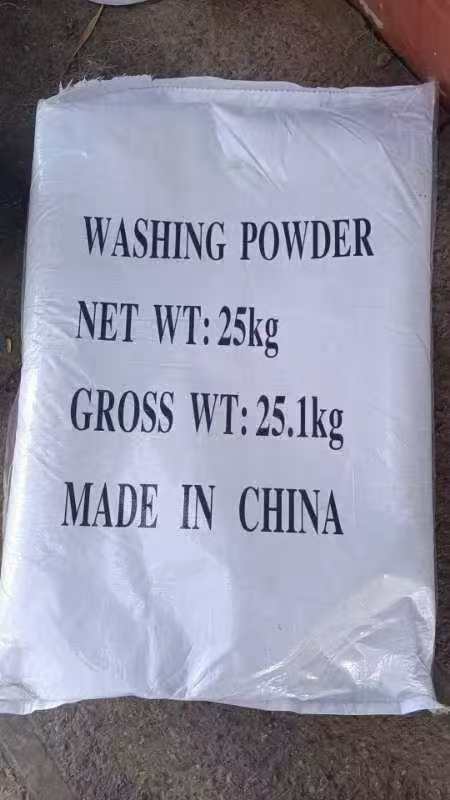 WASHING POWDER
NET WT: 25kg
GROSS WT: 25.1kg
MADE IN CHINA